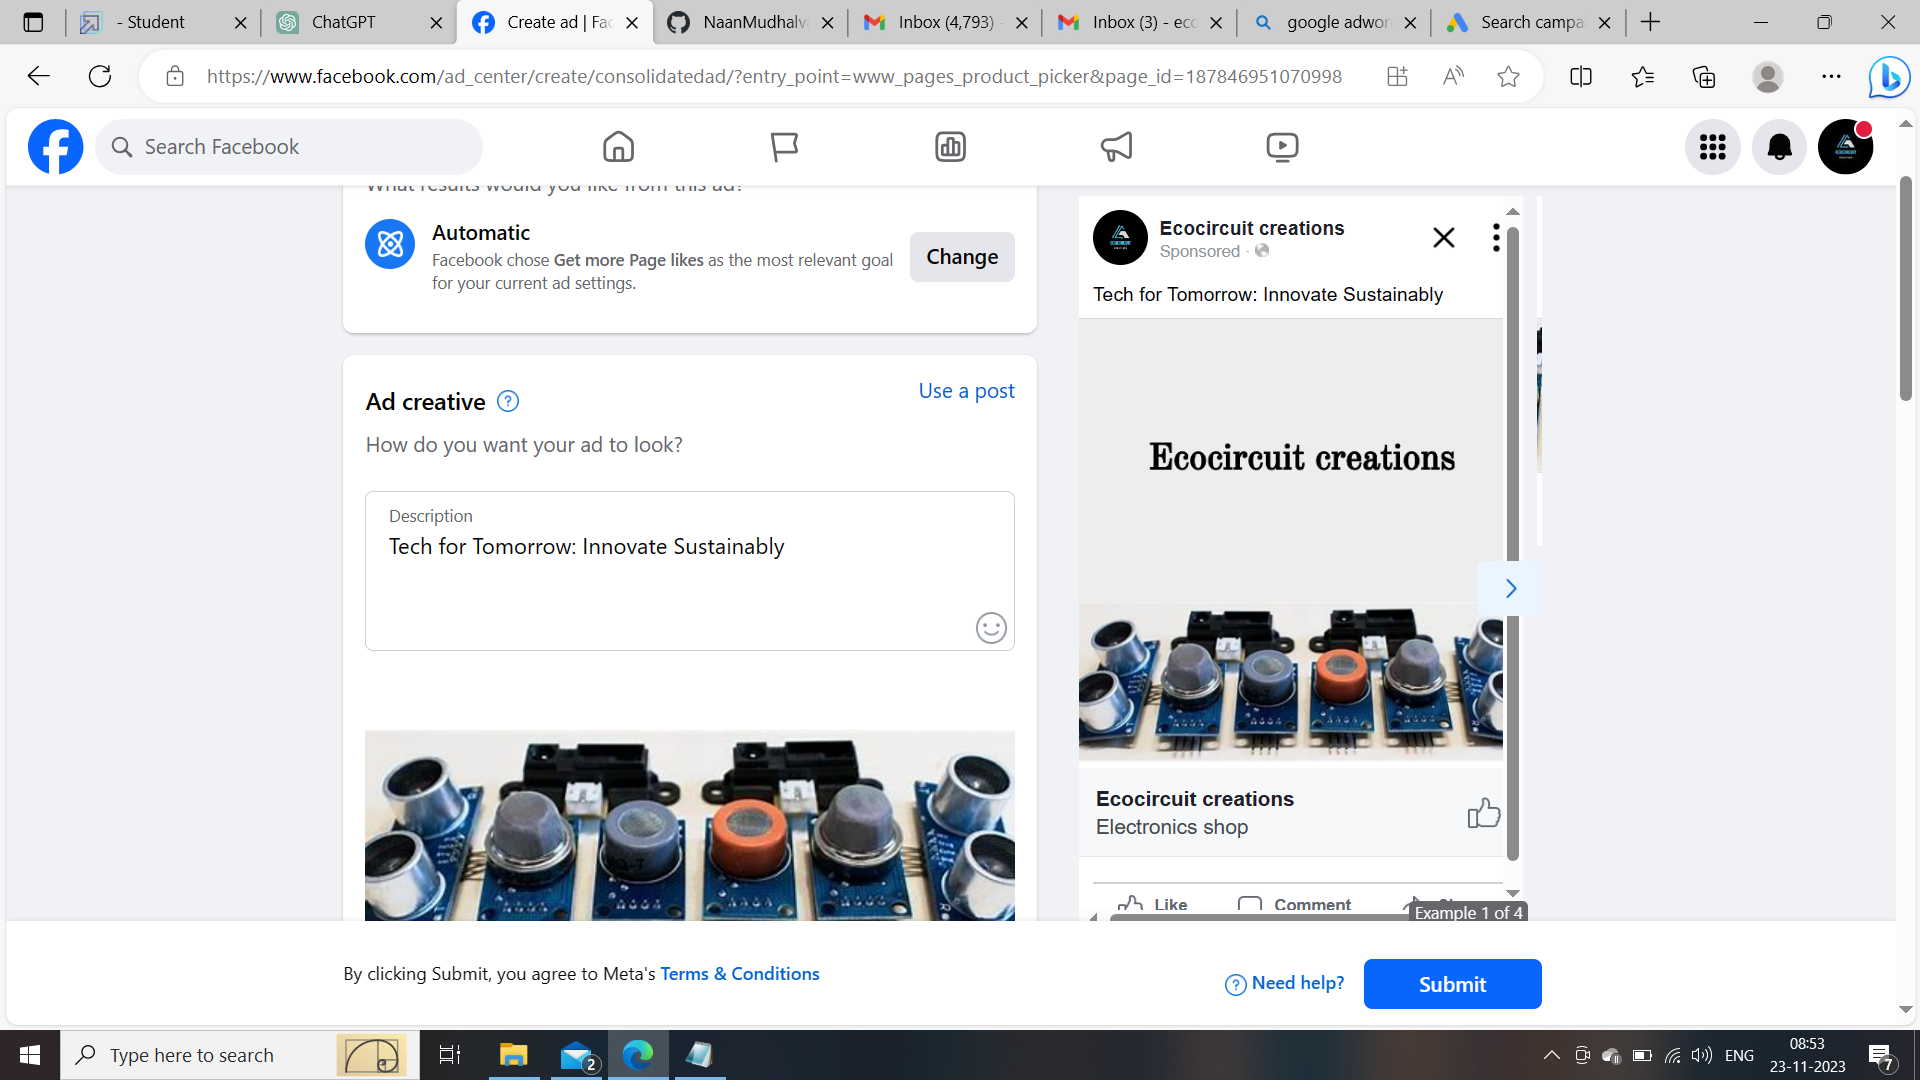 - Student
ChatGPT
Create ad | Fac
NaanMudhalva
Inbox (4,793) -
Inbox (3) - ecc
google adwor
Search campa
https://www.facebook.com/ad_center/create/consolidatedad/?entry_point=www_pages_product_picker&page_id=187846951070998
Search Facebook
What results would you like from this ad?
Automatic
Facebook chose Get more Page likes as the most relevant goal
for your current ad settings.
Change
Ad creative
Use a post
How do you want your ad to look?
Description
Tech for Tomorrow: Innovate Sustainably
Ecocircuit creations
Sponsored ·
Tech for Tomorrow: Innovate Sustainably
Ecocircuit creations
Ecocircuit creations
Electronics shop
Like
Comment
Example 1 of 4
By clicking Submit, you agree to Meta's Terms & Conditions
Need help?
Submit
Type here to search
2
ENG
08:53
23-11-2023
7